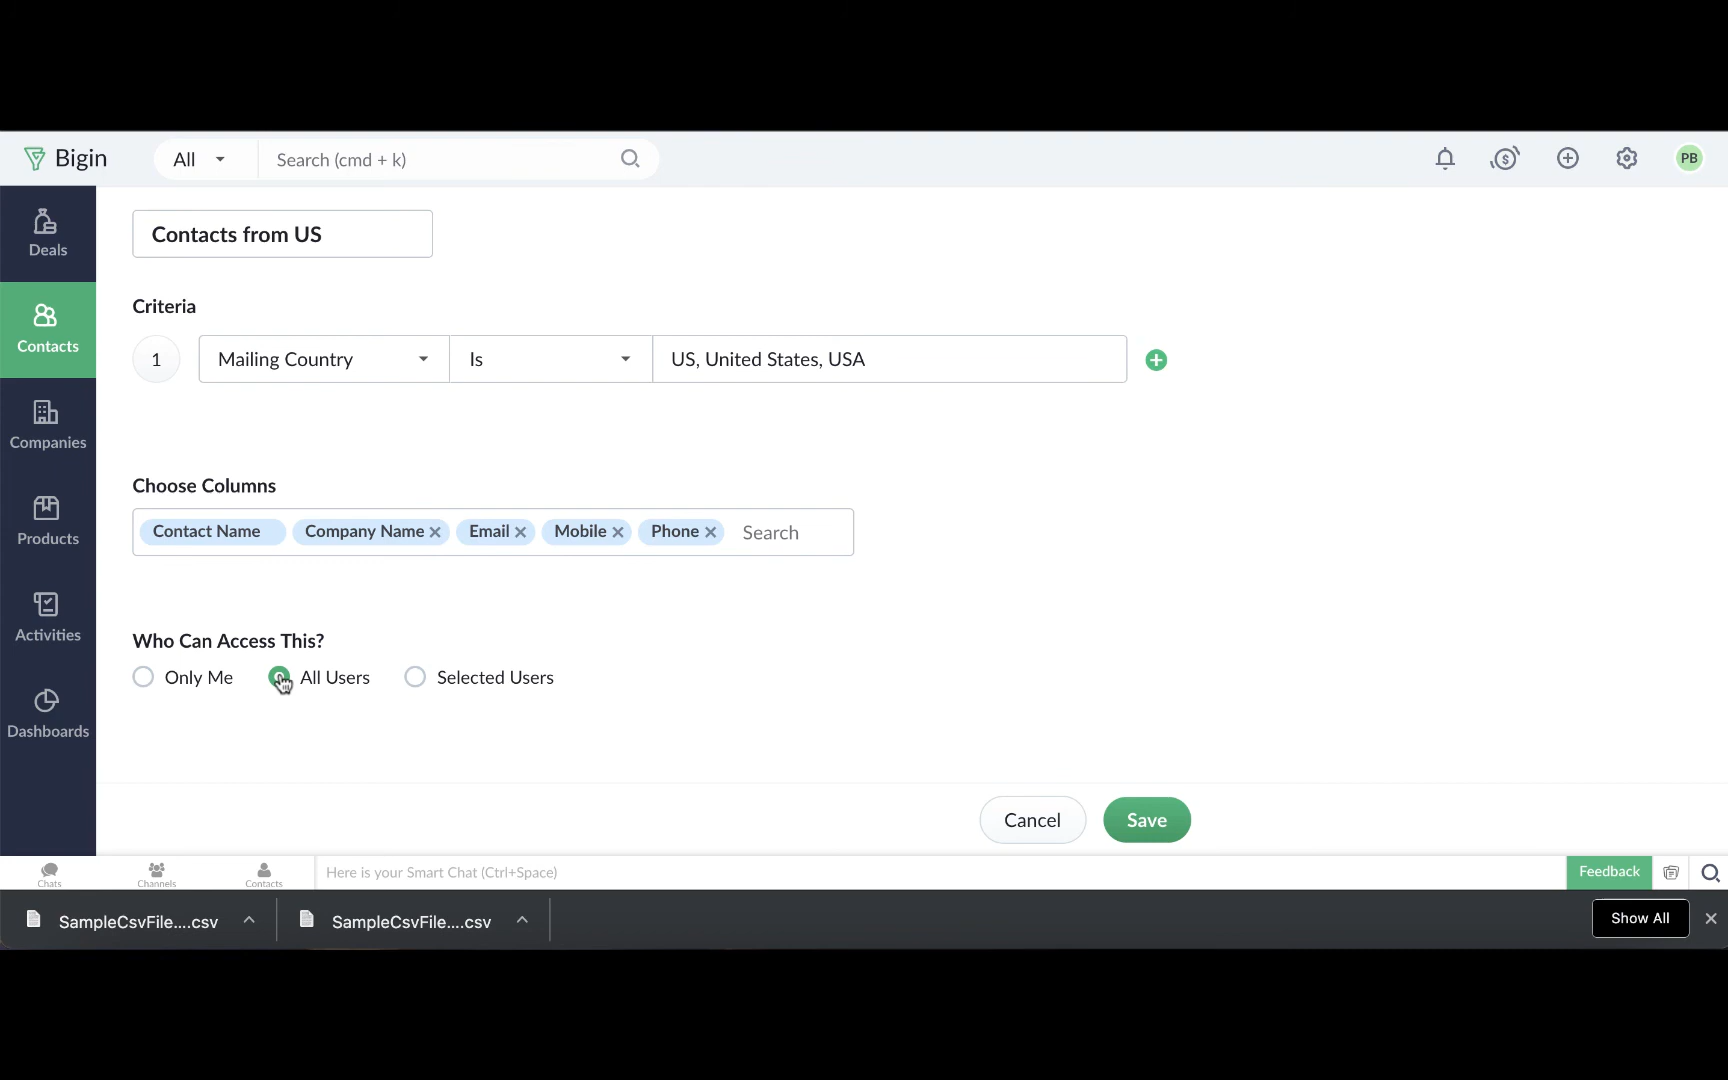 Bigin
All
Search (cmd + k)
PB
Deals
Contacts
Companies
Products
Activities
Dashboards
Contacts from US
Criteria
1 Mailing Country Is US, United States, USA
Choose Columns
Contact Name Company Name Email Mobile Phone Search
Who Can Access This?
Only Me All Users Selected Users
Cancel Save
Chats Channels Contacts Here is your Smart Chat (Ctrl+Space) Feedback
SampleCsvFile....csv SampleCsvFile....csv Show All